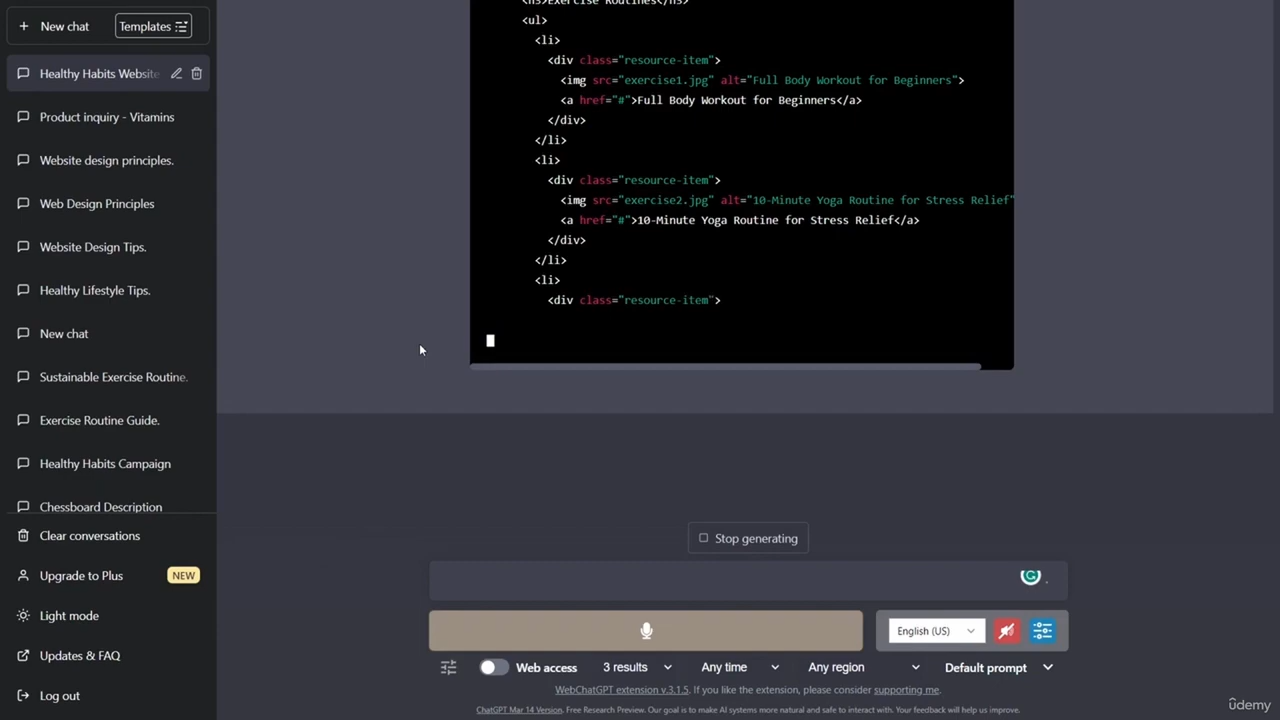 New chat
Templates
Healthy Habits Website
Product inquiry - Vitamins
Website design principles.
Web Design Principles
Website Design Tips.
Healthy Lifestyle Tips.
New chat
Sustainable Exercise Routine.
Exercise Routine Guide.
Healthy Habits Campaign
Chessboard Description
Clear conversations
Upgrade to Plus NEW
Light mode
Updates & FAQ
Log out
<h3>Exercise Routines</h3>
<ul>
<li>
<div class="resource-item">
<img src="exercise1.jpg" alt="Full Body Workout for Beginners">
<a href="#">Full Body Workout for Beginners</a>
</div>
</li>
<li>
<div class="resource-item">
<img src="exercise2.jpg" alt="10-Minute Yoga Routine for Stress Relief"
<a href="#">10-Minute Yoga Routine for Stress Relief</a>
</div>
</li>
<li>
<div class="resource-item">
Stop generating
English (US)
Web access 3 results Any time Any region Default prompt
WebChatGPT extension v.3.1.5. If you like the extension, please consider supporting me.
ChatGPT Mar 14 Version. Free Research Preview. Our goal is to make AI systems more natural and safe to interact with. Your feedback will help us improve.
ûdemy